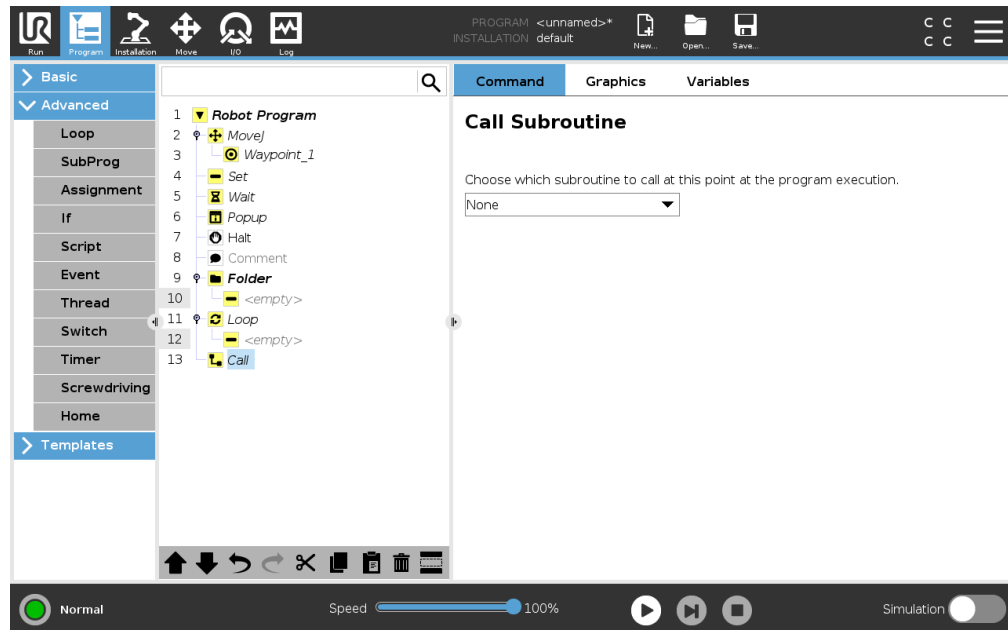 UR
PROGRAM <unnamed>*
INSTALLATION default
Run Program Installation Move I/O Log
New... Open... Save...
C C
C C
Basic
Advanced
Loop
SubProg
Assignment
If
Script
Event
Thread
Switch
Timer
Screwdriving
Home
Templates
1 Robot Program
2 MoveJ
3 Waypoint_1
4 Set
5 Wait
6 Popup
7 Halt
8 Comment
9 Folder
10 <empty>
11 Loop
12 <empty>
13 Call
Command Graphics Variables
Call Subroutine
Choose which subroutine to call at this point at the program execution.
None
Normal
Speed 100%
Simulation